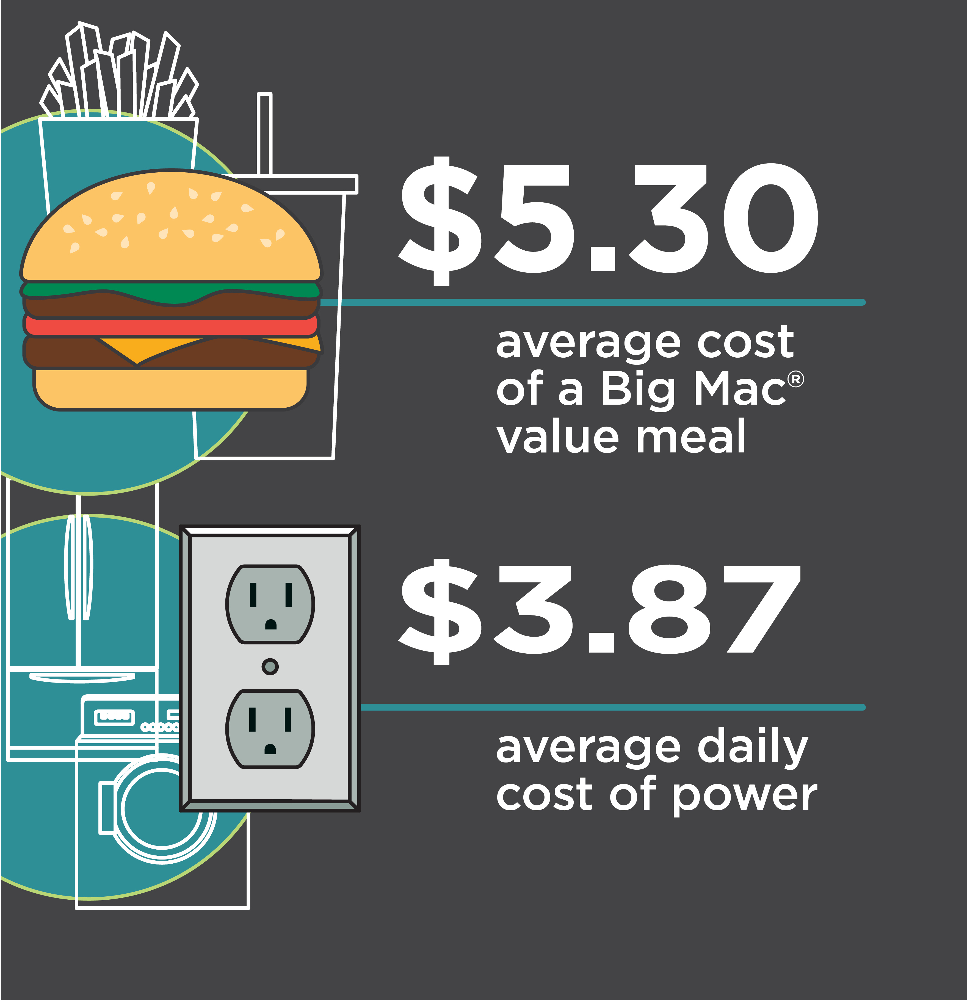 $5.30
average cost
of a Big Mac®
value meal
$3.87
average daily
cost of power